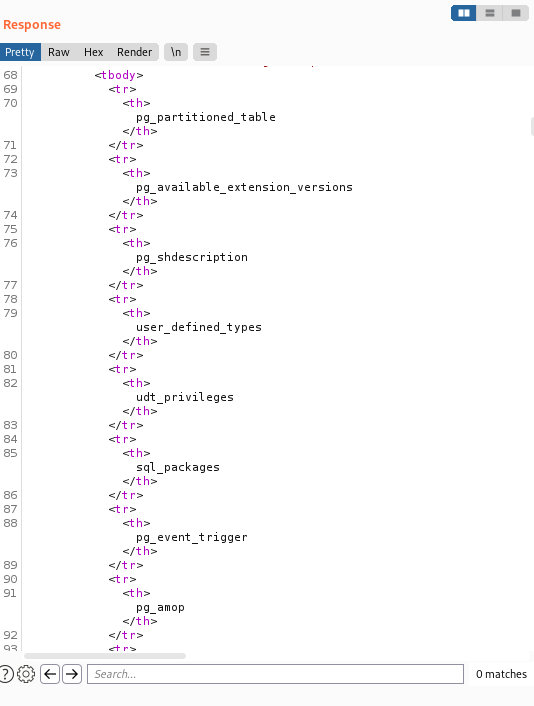 Response
Pretty Raw Hex Render \n
68 <tbody>
69 <tr>
70 <th>
pg_partitioned_table
</th>
71 </tr>
72 <tr>
73 <th>
pg_available_extension_versions
</th>
74 </tr>
75 <tr>
76 <th>
pg_shdescription
</th>
77 </tr>
78 <tr>
79 <th>
user_defined_types
</th>
80 </tr>
81 <tr>
82 <th>
udt_privileges
</th>
83 </tr>
84 <tr>
85 <th>
sql_packages
</th>
86 </tr>
87 <tr>
88 <th>
pg_event_trigger
</th>
89 </tr>
90 <tr>
91 <th>
pg_amop
</th>
92 </tr>
93 <tr>
? Search... 0 matches